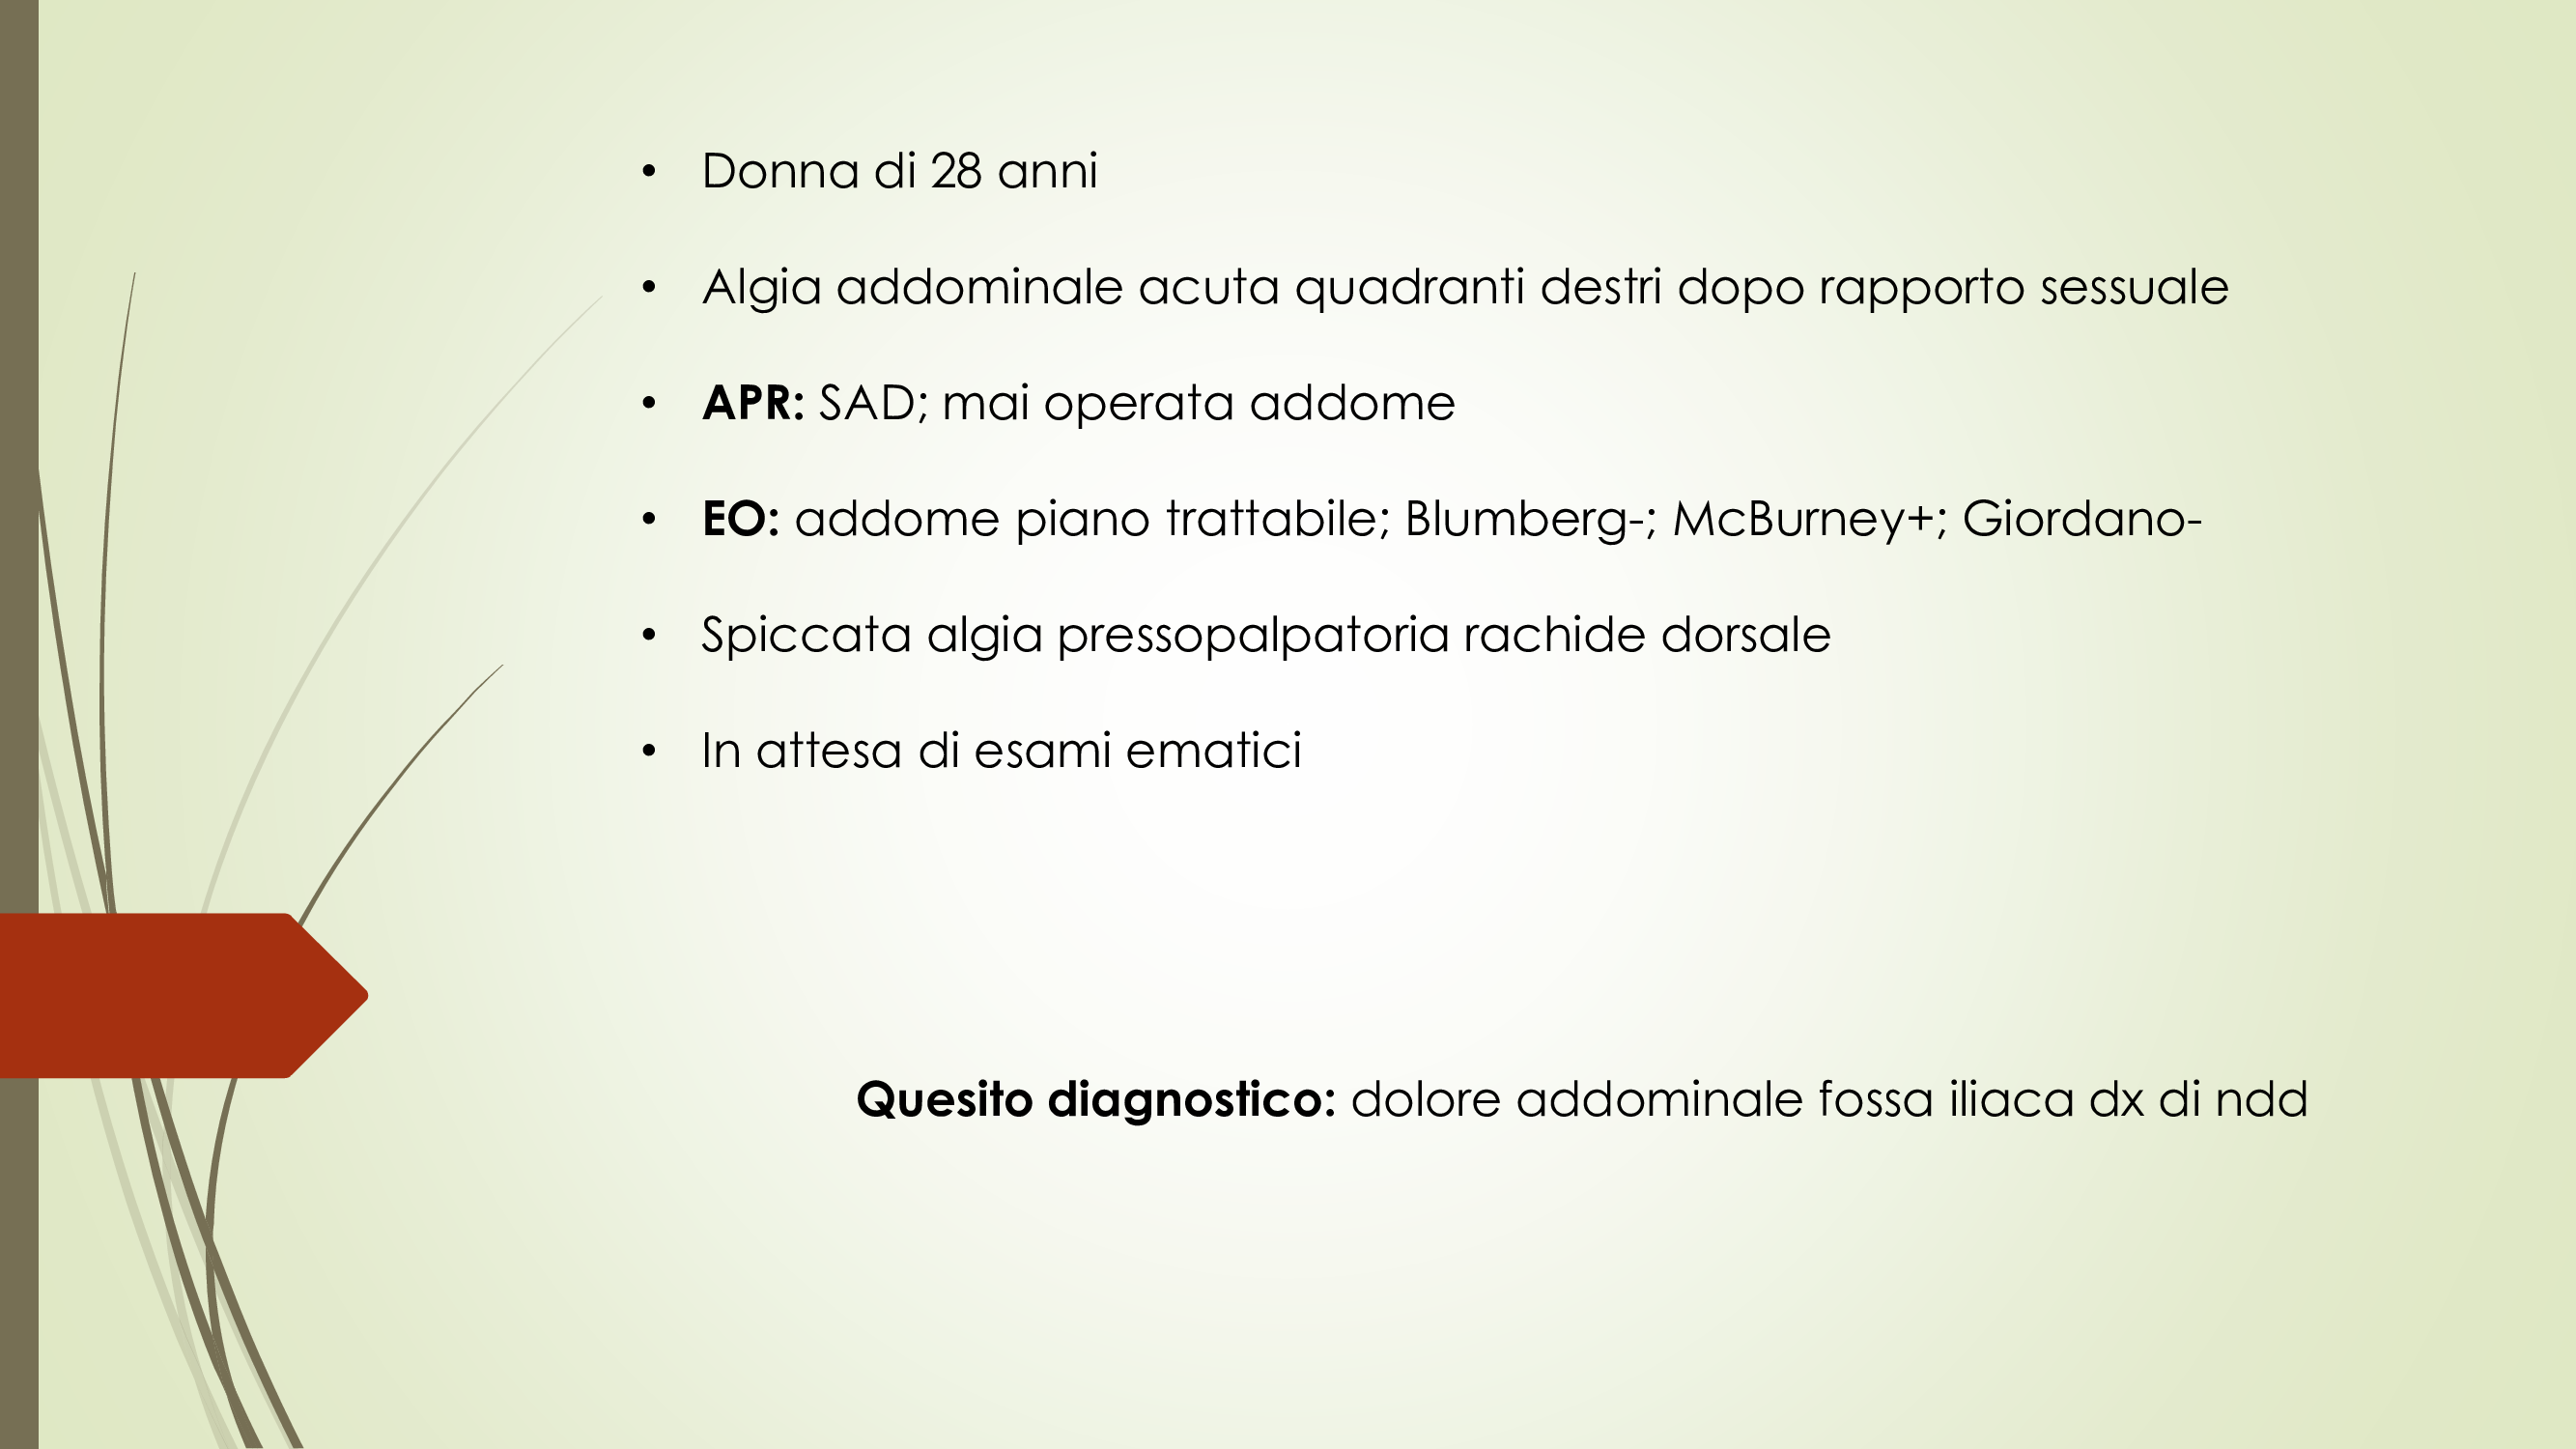 • Donna di 28 anni
• Algia addominale acuta quadranti destri dopo rapporto sessuale
• APR: SAD; mai operata addome
• EO: addome piano trattabile; Blumberg-; McBurney+; Giordano-
• Spiccata algia pressopalpatoria rachide dorsale
• In attesa di esami ematici
Quesito diagnostico: dolore addominale fossa iliaca dx di ndd